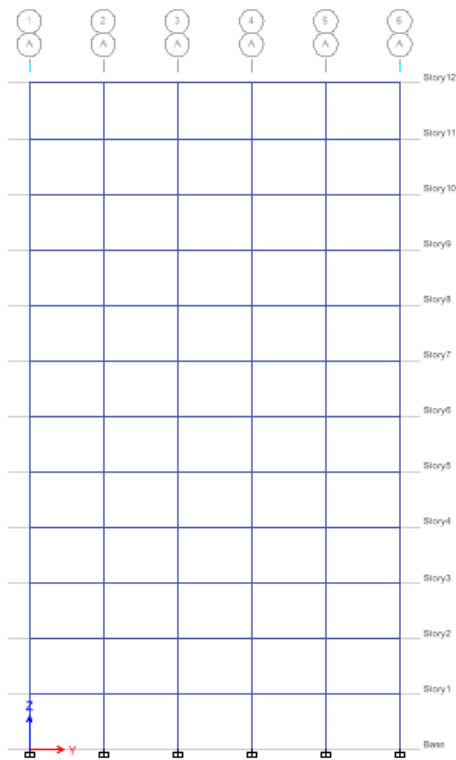 1 2 3 4 5 6
A A A A A A
Story12
Story11
Story10
Story9
Story8
Story7
Story6
Story5
Story4
Story3
Story2
Story1
Z
Y
Base